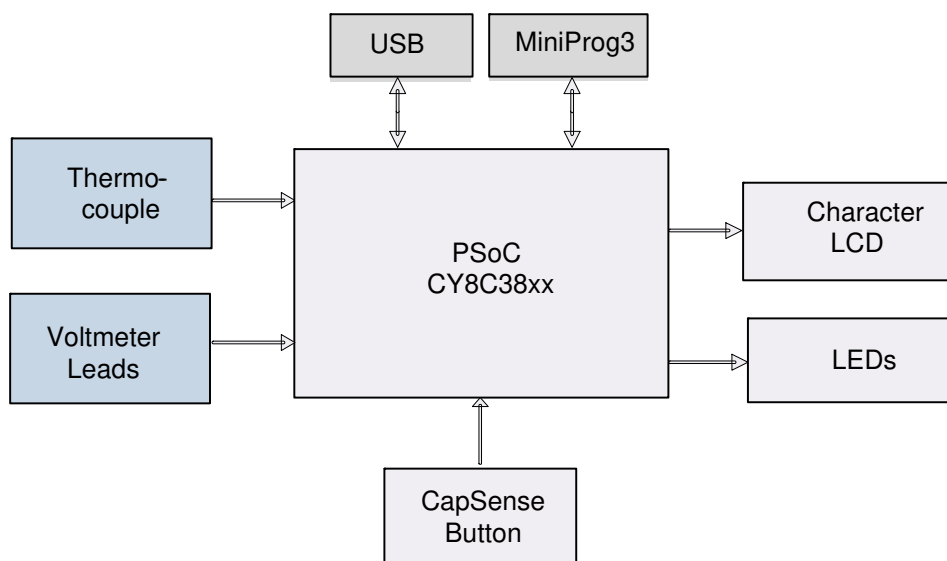 USB
MiniProg3
Thermo-
couple
PSoC
CY8C38xx
Character
LCD
Voltmeter
Leads
LEDs
CapSense
Button